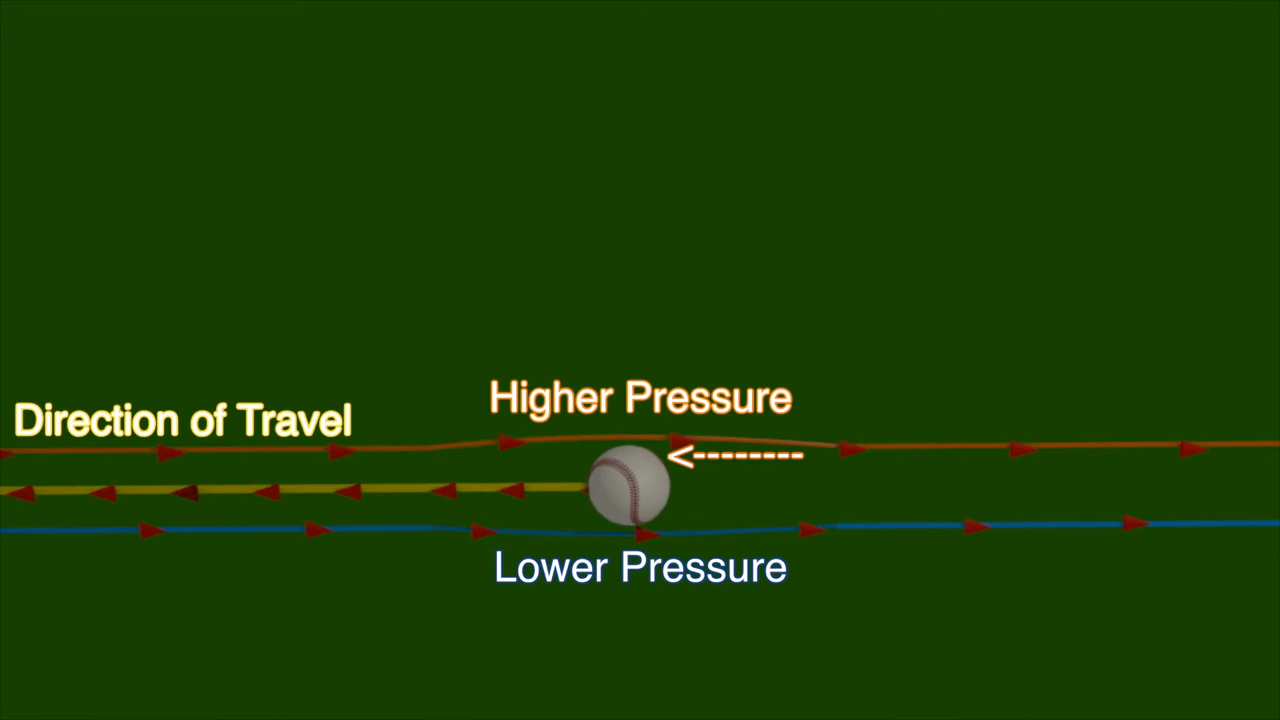 Higher Pressure
Direction of Travel
<--------
Lower Pressure